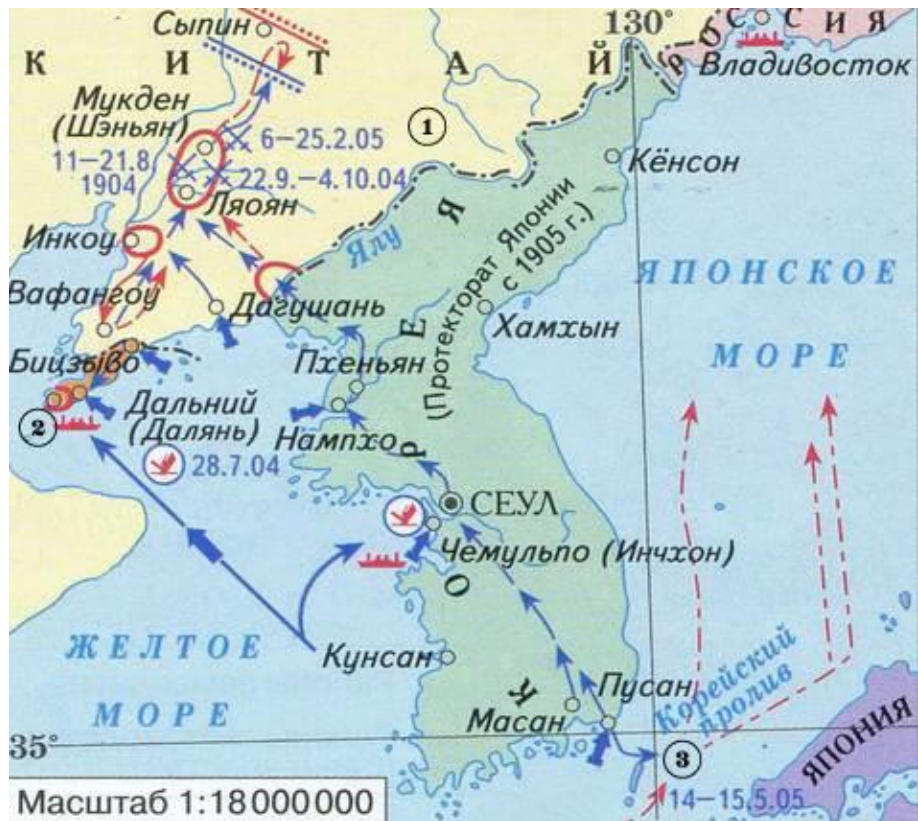 Сыпин
130°
РОССИЯ
Владивосток
КИТАЙ
Мукден
(Шэньян)
1
6–25.2.05
11–21.8.
1904
22.9.–4.10.04
Ляоян
Кёнсон
Инкоу
Ялу
ЯПОНСКОЕ
МОРЕ
Вафангоу
Дагушань
КОРЕЯ
(Протекторат Японии
с 1905 г.)
Хамхын
Бицзыво
Пхеньян
2
Дальний
(Далянь)
Нампхо
28.7.04
СЕУЛ
Чемульпо (Инчхон)
ЖЕЛТОЕ
МОРЕ
Кунсан
Пусан
Масан
Корейский
пролив
35°
3
ЯПОНИЯ
14–15.5.05
Масштаб 1:18 000 000